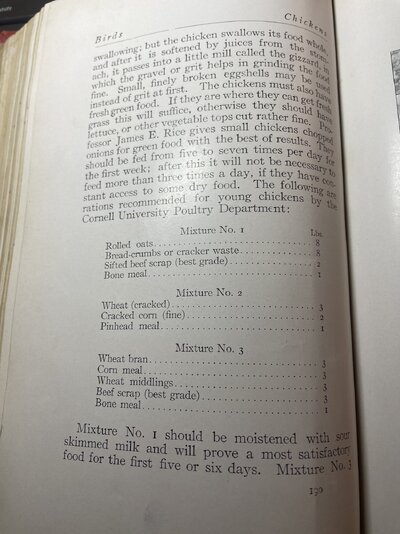 Birds Chickens
swallowing; but the chicken swallows its food whole,
and after it is softened by juices from the stom-
ach, it passes into a little mill called the gizzard, in
which the gravel or grit helps in grinding the food
fine. Small, finely broken eggshells may be used
instead of grit at first. The chickens must also have
fresh green food. If they are where they can get fresh
grass this will suffice, otherwise they should have
lettuce, or other vegetable tops cut rather fine. Pro-
fessor James E. Rice gives small chickens chopped
onions for green food with the best of results. They
should be fed from five to seven times per day for
the first week; after this it will not be necessary to
feed more than three times a day, if they have con-
stant access to some dry food. The following are
rations recommended for young chickens by the
Cornell University Poultry Department:
Mixture No. 1 Lbs.
Rolled oats 8
Bread-crumbs or cracker waste 8
Sifted beef scrap (best grade) 2
Bone meal 1
Mixture No. 2
Wheat (cracked) 3
Cracked corn (fine) 2
Pinhead meal 1
Mixture No. 3
Wheat bran 3
Corn meal 3
Wheat middlings 3
Beef scrap (best grade) 3
Bone meal 1
Mixture No. 1 should be moistened with sour
skimmed milk and will prove a most satisfactory
food for the first five or six days. Mixture No. 3
190